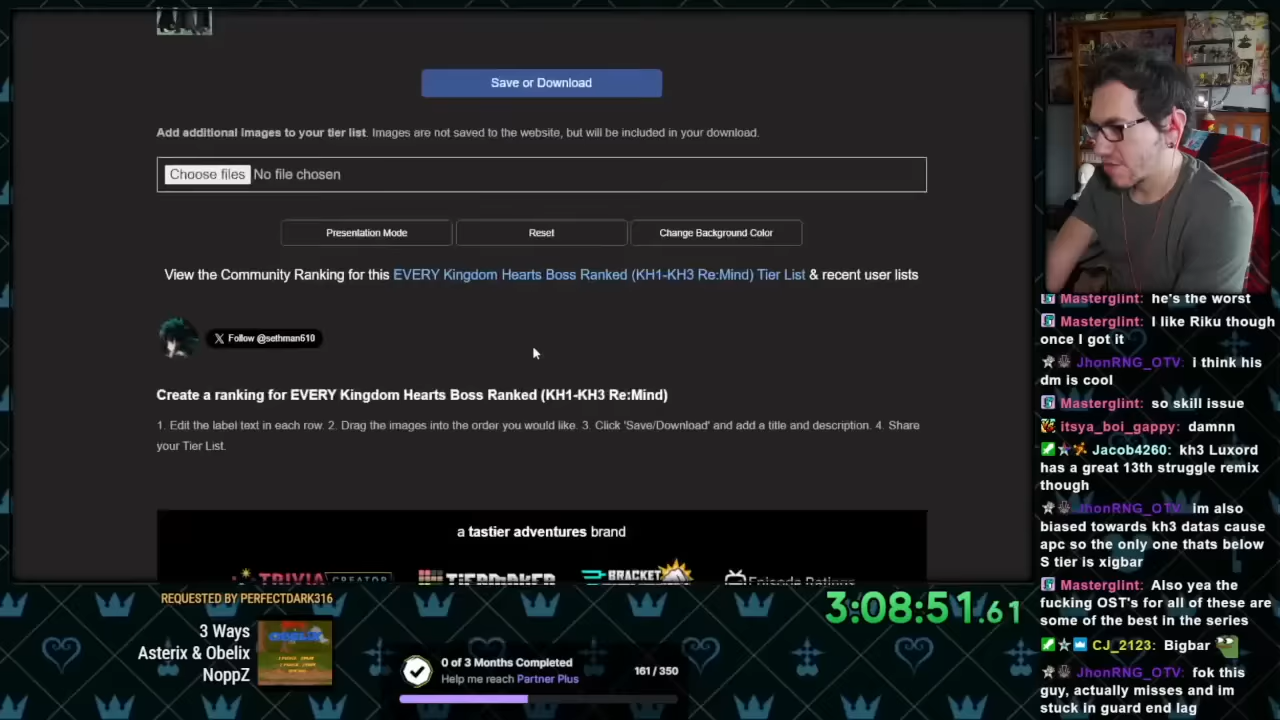 Save or Download
Add additional images to your tier list. Images are not saved to the website, but will be included in your download.
Choose files No file chosen
Presentation Mode
Reset
Change Background Color
View the Community Ranking for this EVERY Kingdom Hearts Boss Ranked (KH1-KH3 Re:Mind) Tier List & recent user lists
X Follow @sethman610
Create a ranking for EVERY Kingdom Hearts Boss Ranked (KH1-KH3 Re:Mind)
1. Edit the label text in each row. 2. Drag the images into the order you would like. 3. Click 'Save/Download' and add a title and description. 4. Share
your Tier List.
a tastier adventures brand
TRIVIA CREATOR
TIERMAKER
BRACKET
Episode Ratings
Masterglint: he's the worst
Masterglint: I like Riku though
once I got it
JhonRNG_OTV: i think his
dm is cool
Masterglint: so skill issue
itsya_boi_gappy: damnn
Jacob4260: kh3 Luxord
has a great 13th struggle remix
though
JhonRNG_OTV: im also
biased towards kh3 datas cause
apc so the only one thats below
S tier is xigbar
Masterglint: Also yea the
fucking OST's for all of these are
some of the best in the series
CJ_2123: Bigbar
JhonRNG_OTV: fok this
guy, actually misses and im
stuck in guard end lag
REQUESTED BY PERFECTDARK316
3 Ways
Asterix & Obelix
NoppZ
0 of 3 Months Completed
Help me reach Partner Plus
161 / 350
3:08:51.61